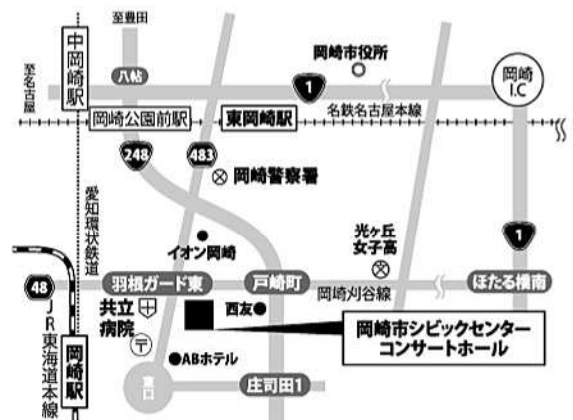 至豊田
中岡崎駅
至名古屋
八帖
岡崎市役所
1
岡崎
I.C
名鉄名古屋本線
岡崎公園前駅
東岡崎駅
248
483
岡崎警察署
愛知環状鉄道
イオン岡崎
光ヶ丘
女子高
1
48
羽根ガード東
戸崎町
岡崎刈谷線
ほたる橋南
JR東海道本線
共立
病院
西友
岡崎市シビックセンター
コンサートホール
岡崎駅
〒
ABホテル
東口
庄司田1